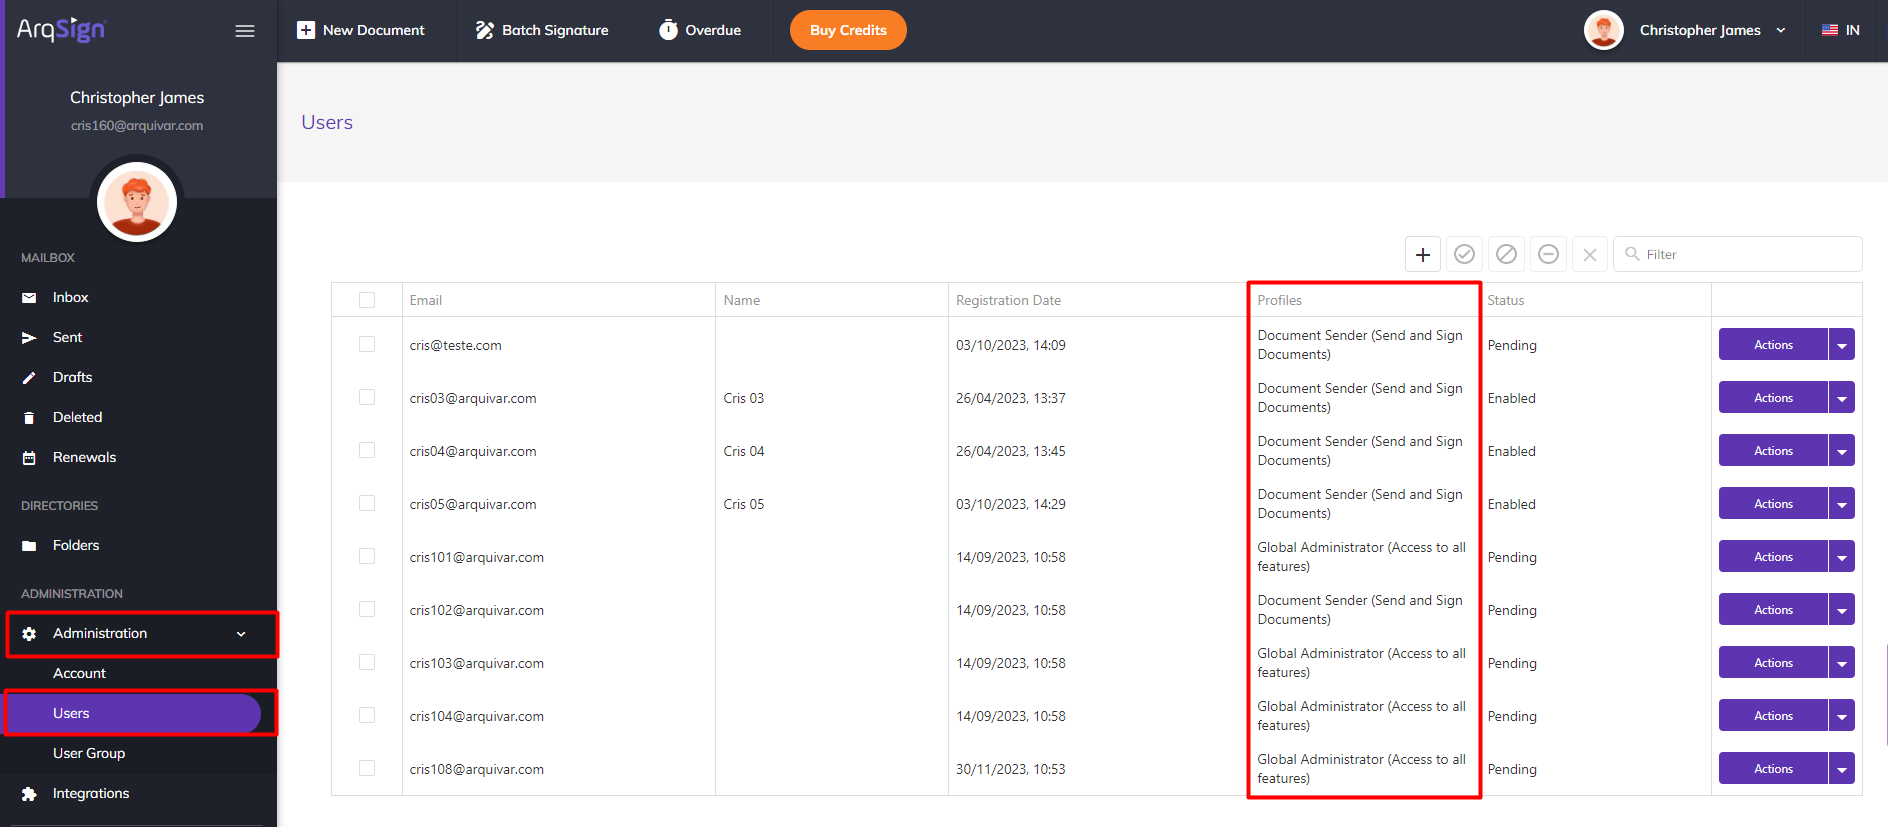 ArqSign
New Document
Batch Signature
Overdue
Buy Credits
Christopher James
IN
Christopher James
cris160@arquivar.com
MAILBOX
Inbox
Sent
Drafts
Deleted
Renewals
DIRECTORIES
Folders
ADMINISTRATION
Administration
Account
Users
User Group
Integrations
Users
Filter
Email Name Registration Date Profiles Status
cris@teste.com 03/10/2023, 14:09 Document Sender (Send and Sign Pending Actions
Documents)
cris03@arquivar.com Cris 03 26/04/2023, 13:37 Document Sender (Send and Sign Enabled Actions
Documents)
cris04@arquivar.com Cris 04 26/04/2023, 13:45 Document Sender (Send and Sign Enabled Actions
Documents)
cris05@arquivar.com Cris 05 03/10/2023, 14:29 Document Sender (Send and Sign Enabled Actions
Documents)
cris101@arquivar.com 14/09/2023, 10:58 Global Administrator (Access to all Pending Actions
features)
cris102@arquivar.com 14/09/2023, 10:58 Document Sender (Send and Sign Pending Actions
Documents)
cris103@arquivar.com 14/09/2023, 10:58 Global Administrator (Access to all Pending Actions
features)
cris104@arquivar.com 14/09/2023, 10:58 Global Administrator (Access to all Pending Actions
features)
cris108@arquivar.com 30/11/2023, 10:53 Global Administrator (Access to all Pending Actions
features)